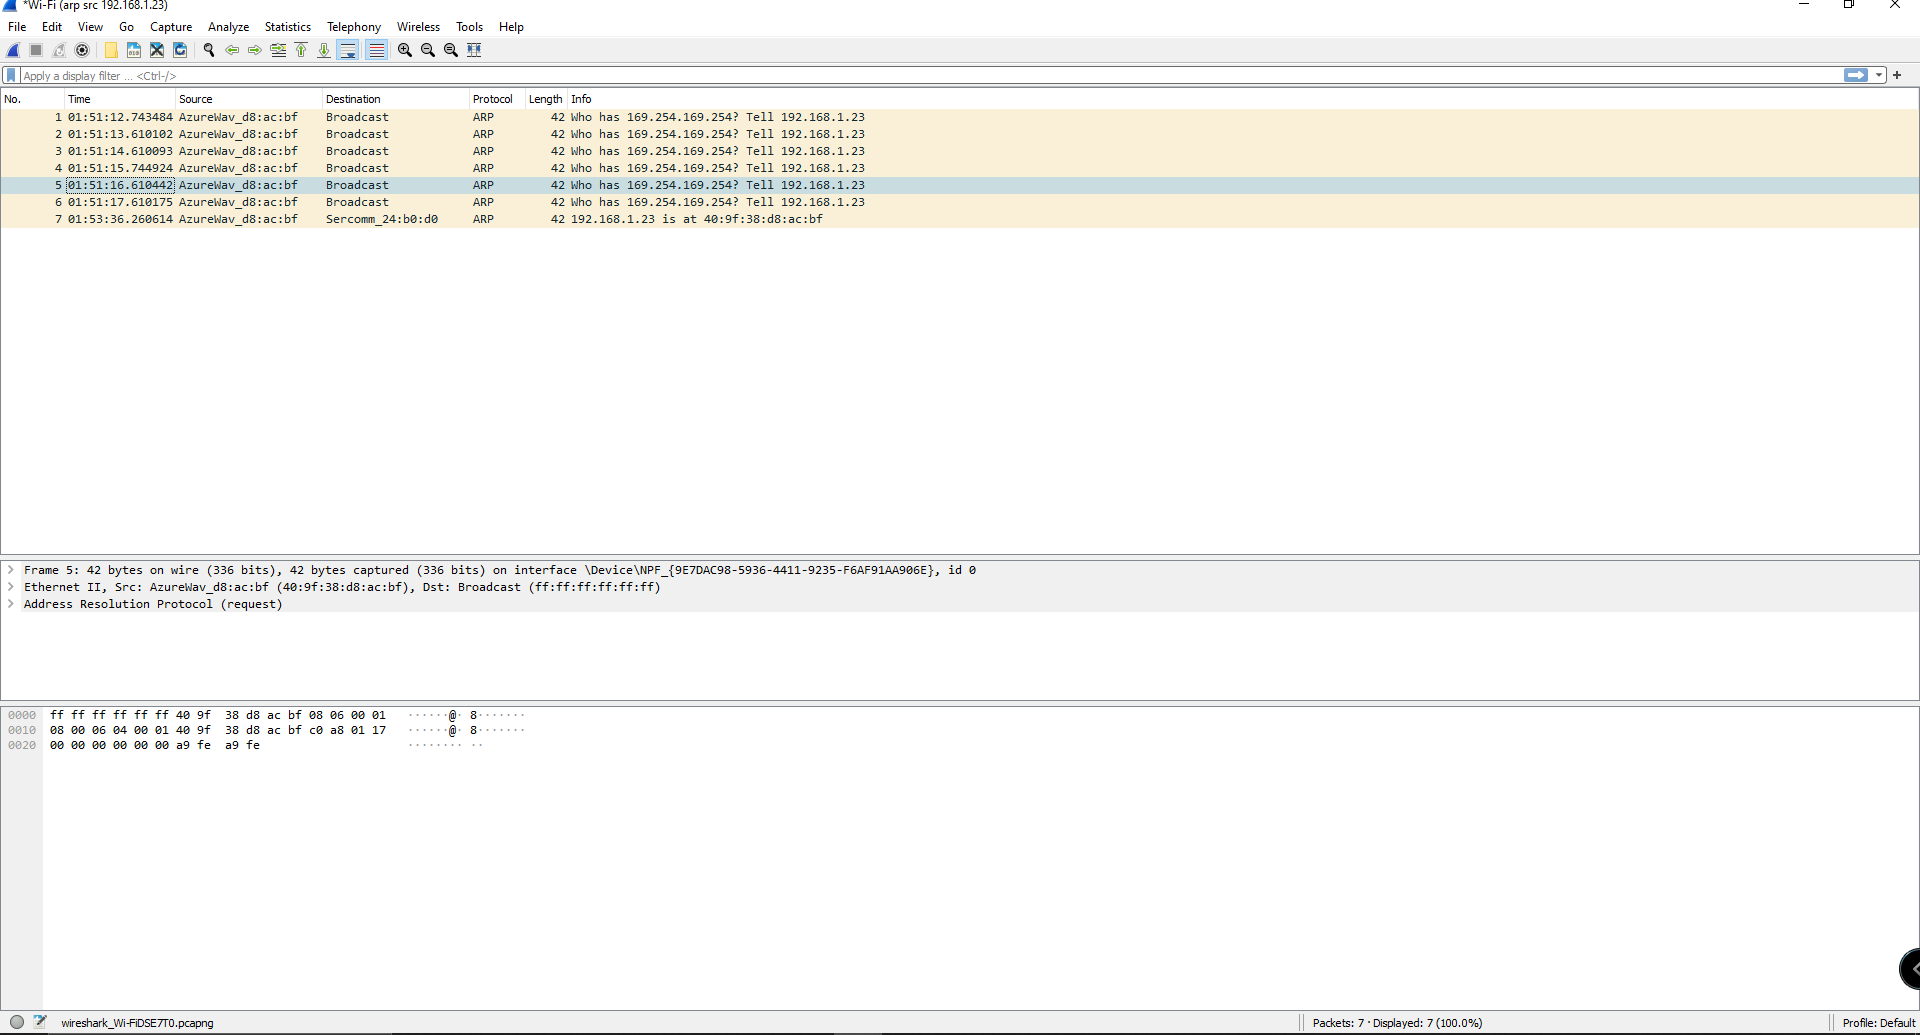 *Wi-Fi (arp src 192.168.1.23)
File Edit View Go Capture Analyze Statistics Telephony Wireless Tools Help
Apply a display filter ... <Ctrl-/>
No. Time Source Destination Protocol Length Info
1 01:51:12.743484 AzureWav_d8:ac:bf Broadcast ARP 42 Who has 169.254.169.254? Tell 192.168.1.23
2 01:51:13.610102 AzureWav_d8:ac:bf Broadcast ARP 42 Who has 169.254.169.254? Tell 192.168.1.23
3 01:51:14.610093 AzureWav_d8:ac:bf Broadcast ARP 42 Who has 169.254.169.254? Tell 192.168.1.23
4 01:51:15.744924 AzureWav_d8:ac:bf Broadcast ARP 42 Who has 169.254.169.254? Tell 192.168.1.23
5 01:51:16.610442 AzureWav_d8:ac:bf Broadcast ARP 42 Who has 169.254.169.254? Tell 192.168.1.23
6 01:51:17.610175 AzureWav_d8:ac:bf Broadcast ARP 42 Who has 169.254.169.254? Tell 192.168.1.23
7 01:53:36.260614 AzureWav_d8:ac:bf Sercomm_24:b0:d0 ARP 42 192.168.1.23 is at 40:9f:38:d8:ac:bf
Frame 5: 42 bytes on wire (336 bits), 42 bytes captured (336 bits) on interface \Device\NPF_{9E7DAC98-5936-4411-9235-F6AF91AA906E}, id 0
Ethernet II, Src: AzureWav_d8:ac:bf (40:9f:38:d8:ac:bf), Dst: Broadcast (ff:ff:ff:ff:ff:ff)
Address Resolution Protocol (request)
0000 ff ff ff ff ff ff 40 9f 38 d8 ac bf 08 06 00 01 ······@· 8·······
0010 08 00 06 04 00 01 40 9f 38 d8 ac bf c0 a8 01 17 ······@· 8·······
0020 00 00 00 00 00 00 a9 fe a9 fe ········ ··
wireshark_Wi-FiDSE7T0.pcapng
Packets: 7 · Displayed: 7 (100.0%)
Profile: Default